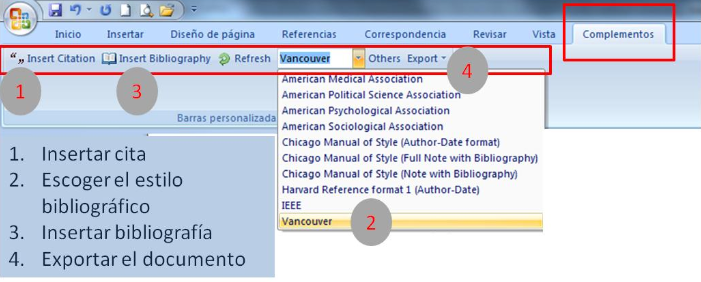 Inicio Insertar Diseño de página Referencias Correspondencia Revisar Vista Complementos
“„ Insert Citation Insert Bibliography Refresh Vancouver Others Export
1 3 4
American Medical Association
American Political Science Association
American Psychological Association
American Sociological Association
Chicago Manual of Style (Author-Date format)
Chicago Manual of Style (Full Note with Bibliography)
Chicago Manual of Style (Note with Bibliography)
Harvard Reference format 1 (Author-Date)
IEEE
Vancouver 2
Barras personalizada
1. Insertar cita
2. Escoger el estilo
bibliográfico
3. Insertar bibliografía
4. Exportar el documento